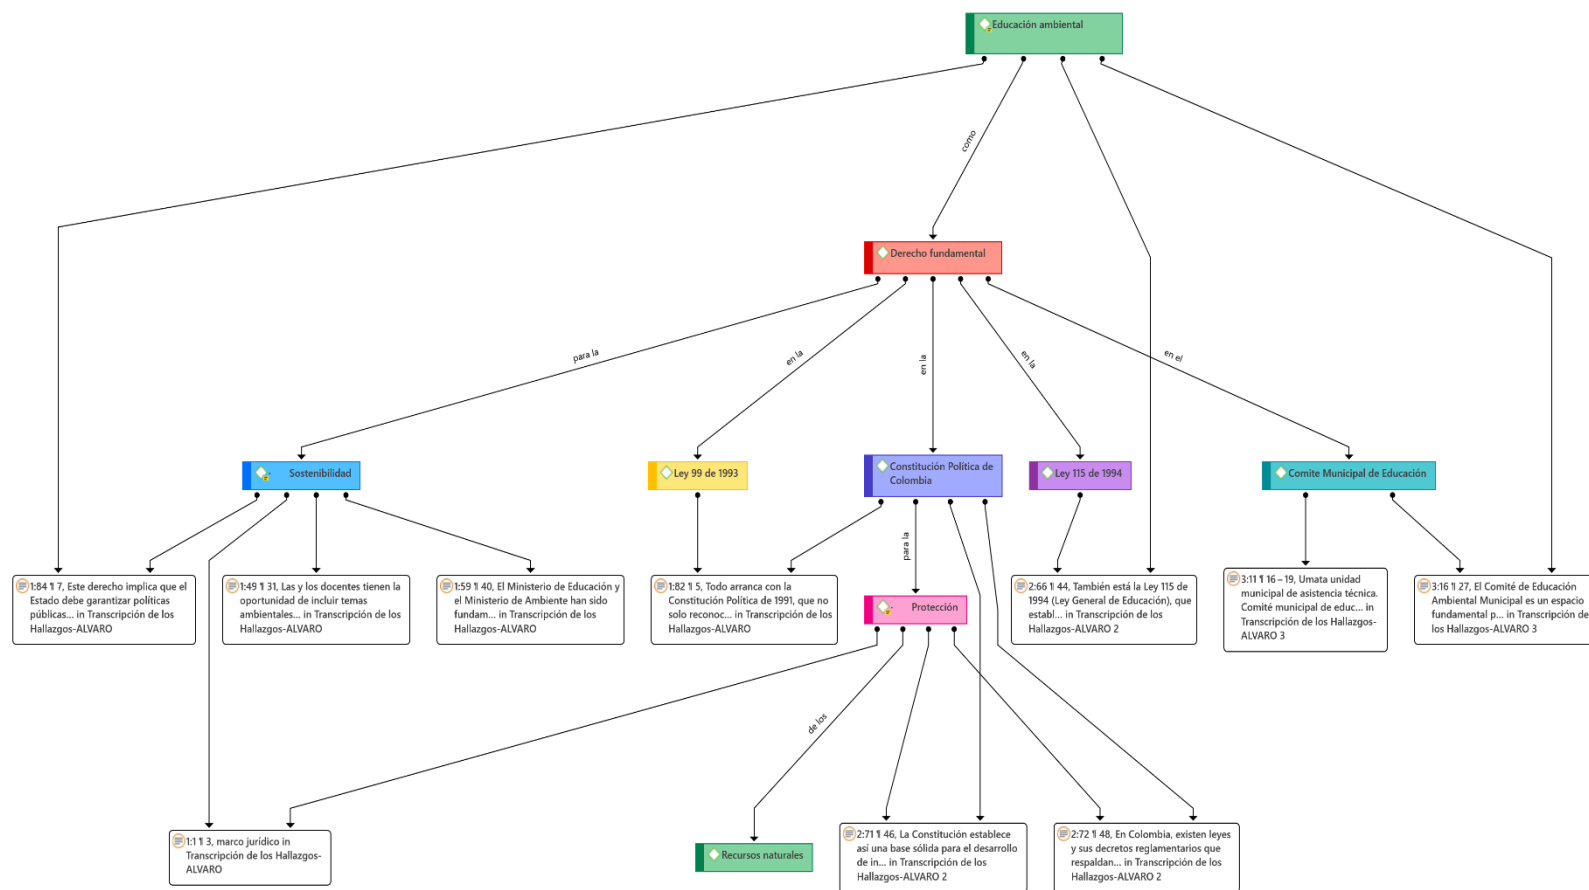 Educación ambiental
como
Derecho fundamental
para la
en la
en la
en la
en el
Sostenibilidad
Ley 99 de 1993
Constitución Política de
Colombia
Ley 115 de 1994
Comite Municipal de Educación
para la
1:84 ¶ 7, Este derecho implica que el
Estado debe garantizar políticas
públicas... in Transcripción de los
Hallazgos-ALVARO
1:49 ¶ 31, Las y los docentes tienen la
oportunidad de incluir temas
ambientales... in Transcripción de los
Hallazgos-ALVARO
1:59 ¶ 40, El Ministerio de Educación y
el Ministerio de Ambiente han sido
fundam... in Transcripción de los
Hallazgos-ALVARO
1:82 ¶ 5, Todo arranca con la
Constitución Política de 1991, que no
solo reconoc... in Transcripción de los
Hallazgos-ALVARO
2:66 ¶ 44, También está la Ley 115 de
1994 (Ley General de Educación), que
establ... in Transcripción de los
Hallazgos-ALVARO 2
3:11 ¶ 16 – 19, Umata unidad
municipal de asistencia técnica.
Comité municipal de educ... in
Transcripción de los Hallazgos-
ALVARO 3
3:16 ¶ 27, El Comité de Educación
Ambiental Municipal es un espacio
fundamental p... in Transcripción de
los Hallazgos-ALVARO 3
Protección
de los
1:1 ¶ 3, marco jurídico in
Transcripción de los Hallazgos-
ALVARO
Recursos naturales
2:71 ¶ 46, La Constitución establece
así una base sólida para el desarrollo
de in... in Transcripción de los
Hallazgos-ALVARO 2
2:72 ¶ 48, En Colombia, existen leyes
y sus decretos reglamentarios que
respaldan... in Transcripción de los
Hallazgos-ALVARO 2